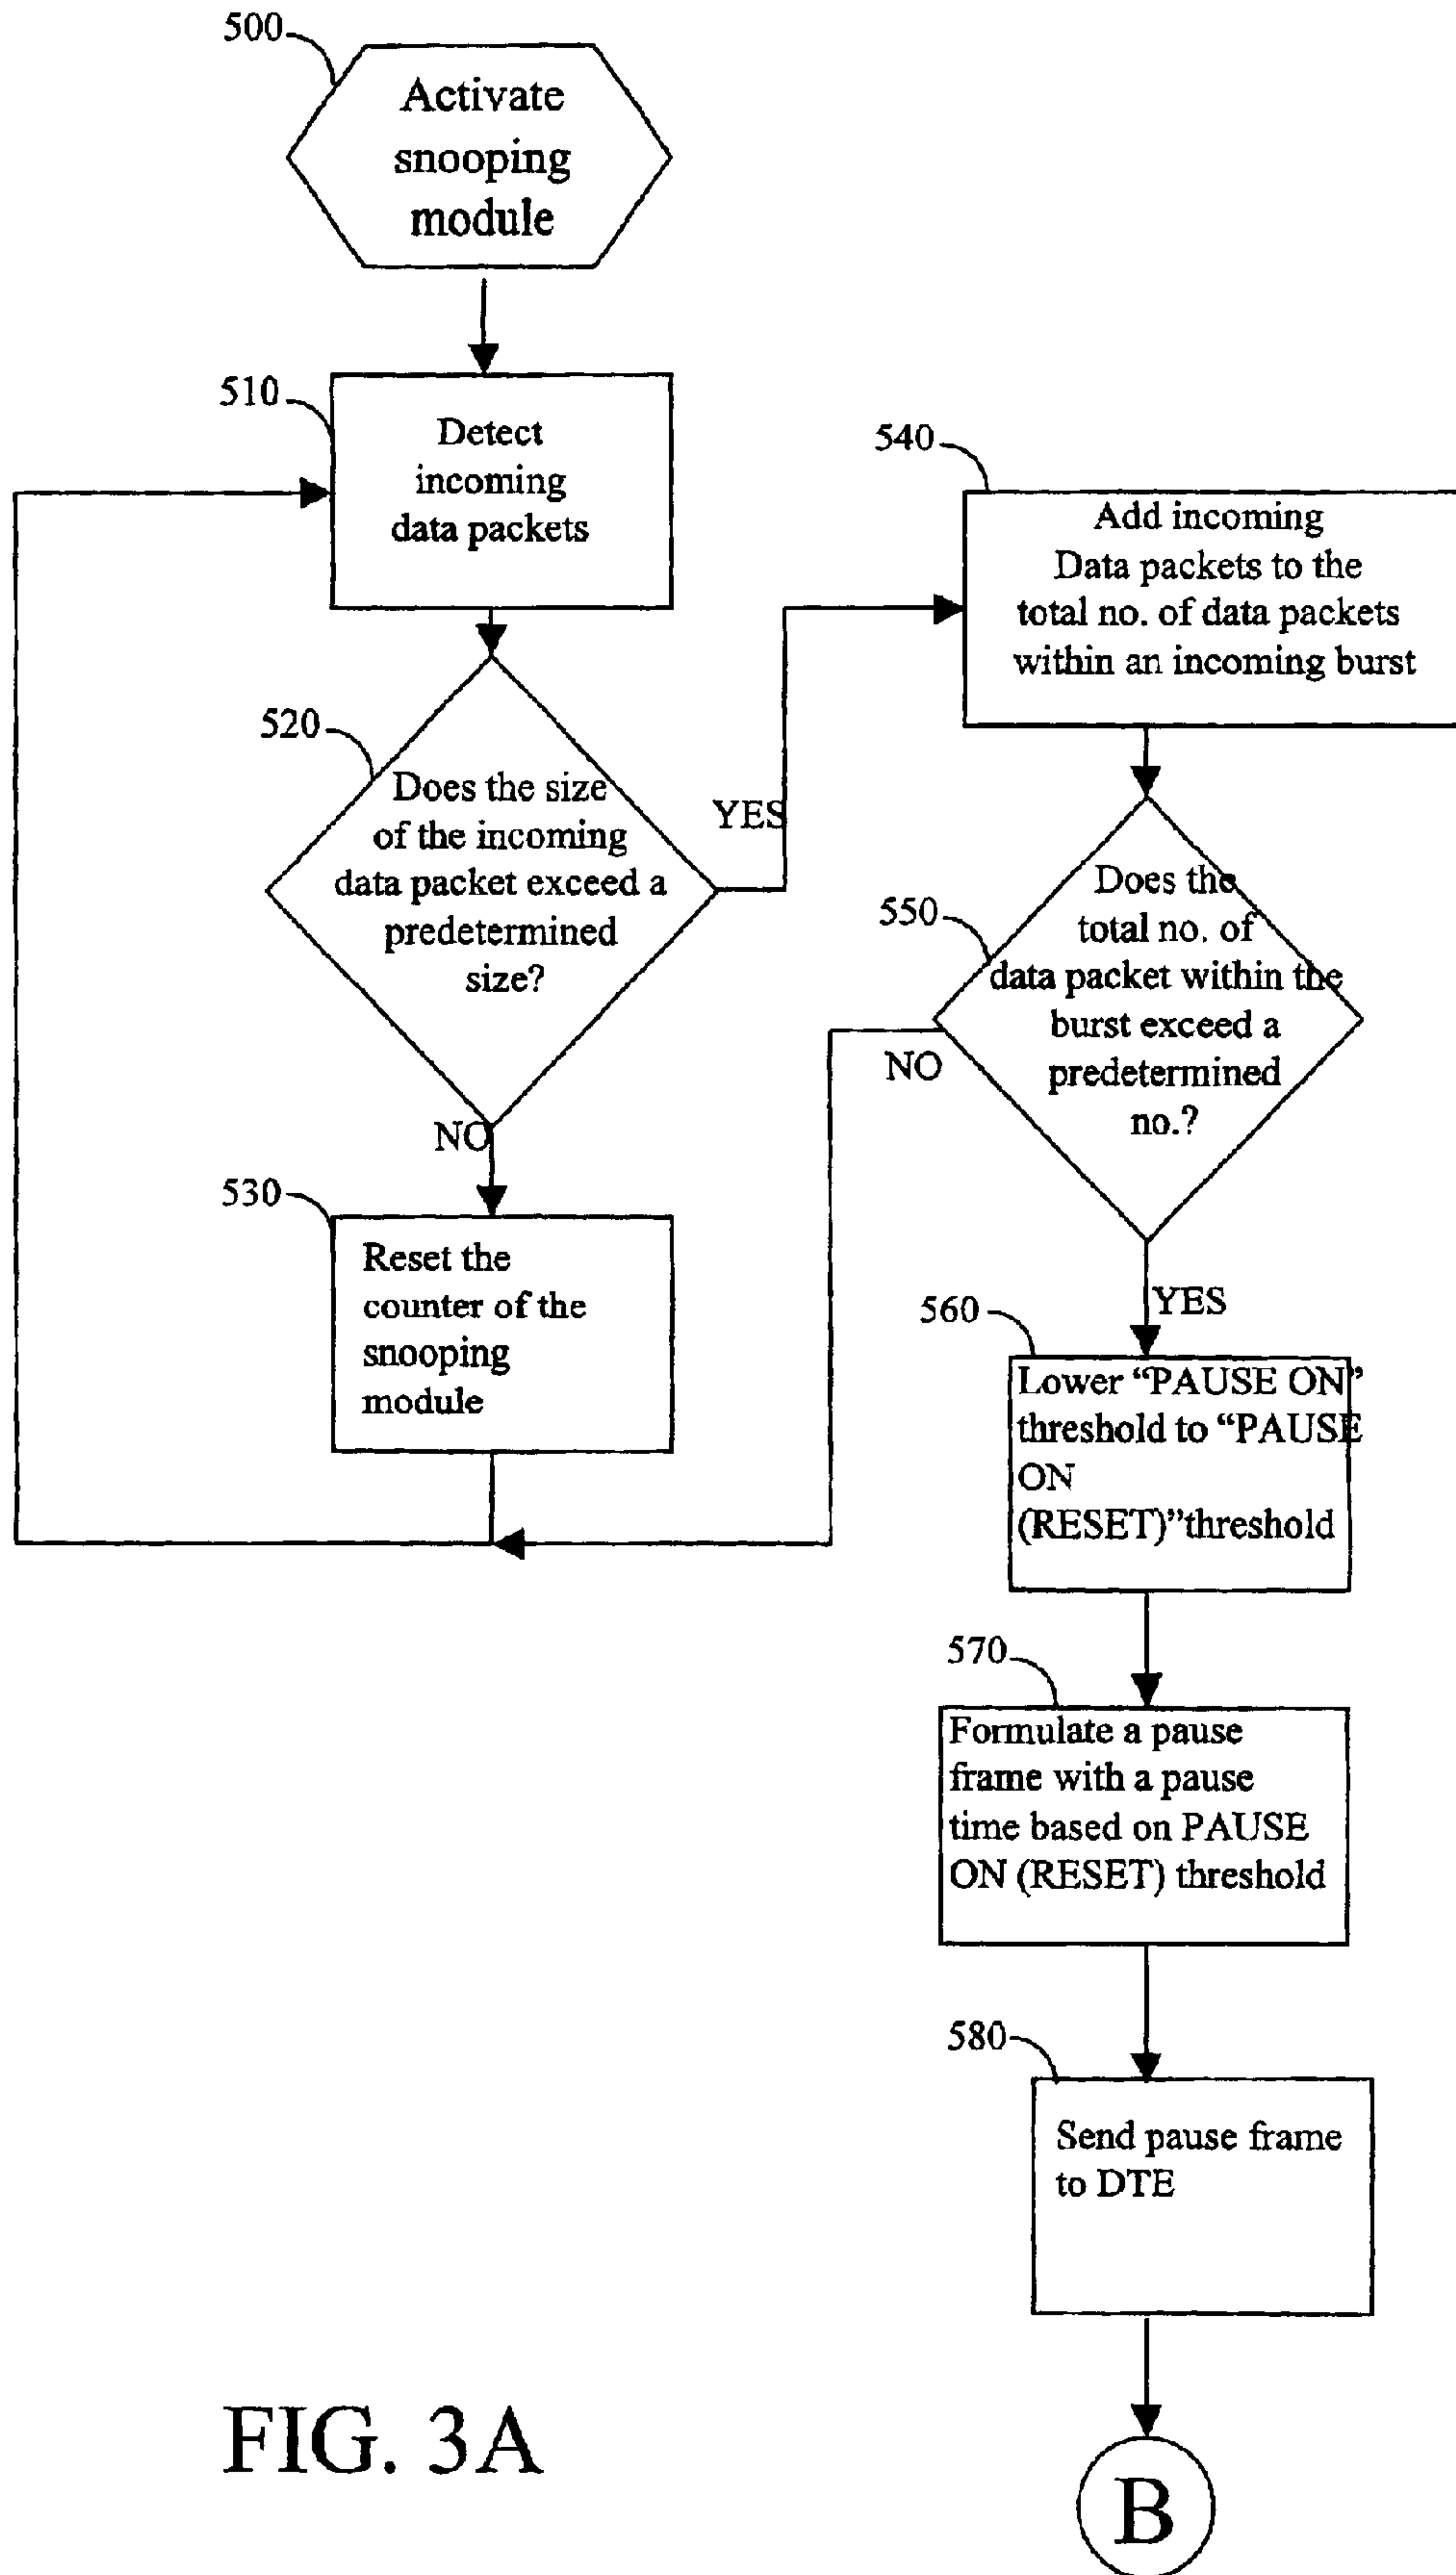 500
Activate
snooping
module
510
Detect
incoming
data packets
520
Does the size
of the incoming
data packet exceed a
predetermined
size?
YES
NO
530
Reset the
counter of the
snooping
module
540
Add incoming
Data packets to the
total no. of data packets
within an incoming burst
550
Does the
total no. of
data packet within the
burst exceed a
predetermined
no.?
NO
YES
560
Lower “PAUSE ON”
threshold to “PAUSE
ON
(RESET)”threshold
570
Formulate a pause
frame with a pause
time based on PAUSE
ON (RESET) threshold
580
Send pause frame
to DTE
B
FIG. 3A